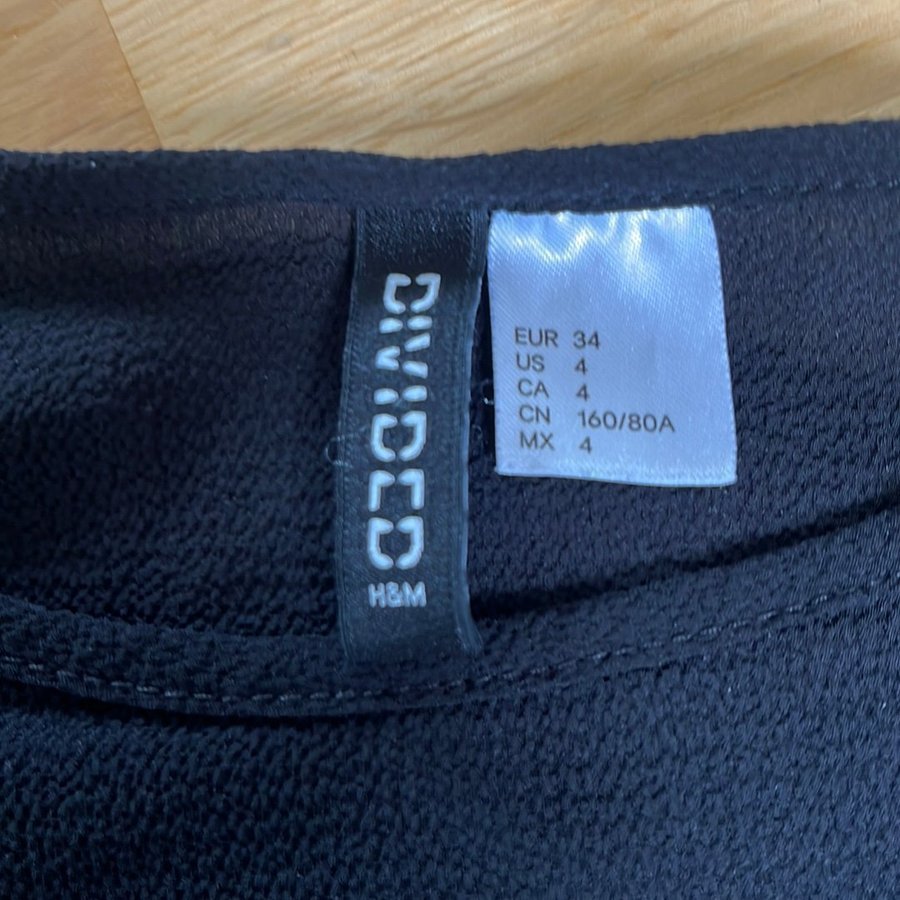 DIVIDED
H&M
EUR 34
US 4
CA 4
CN 160/80A
MX 4